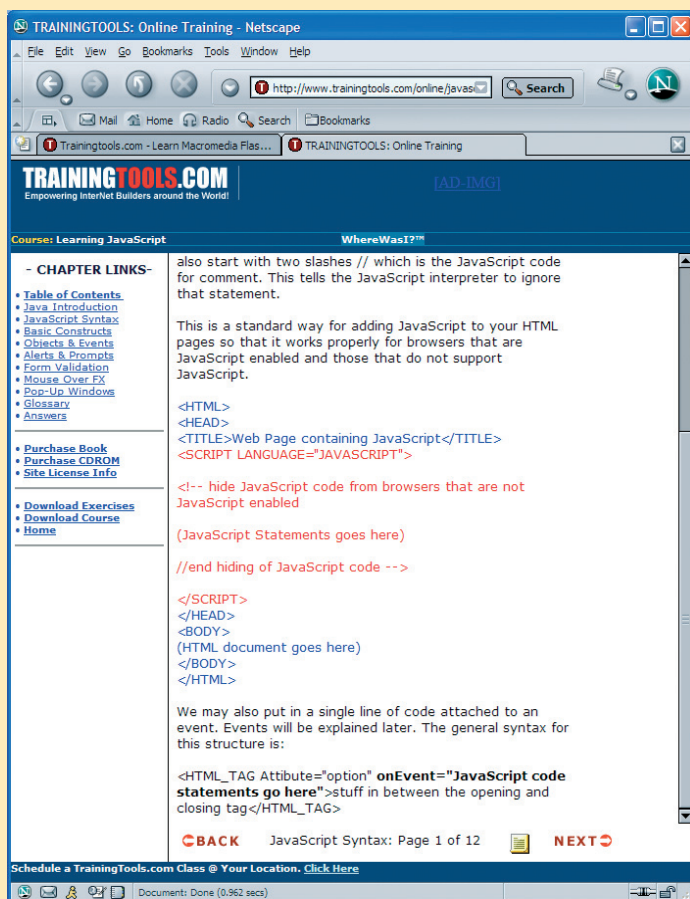 TRAININGTOOLS: Online Training - Netscape
File Edit View Go Bookmarks Tools Window Help
http://www.trainingtools.com/online/javas
Search
Mail Home Radio Search Bookmarks
Trainingtools.com - Learn Macromedia Flas...
TRAININGTOOLS: Online Training
TRAININGTOOLS.COM
Empowering InterNet Builders around the World!
[AD-IMG]
Course: Learning JavaScript
WhereWasI?™
- CHAPTER LINKS-
• Table of Contents
• Java Introduction
• JavaScript Syntax
• Basic Constructs
• Objects & Events
• Alerts & Prompts
• Form Validation
• Mouse Over FX
• Pop-Up Windows
• Glossary
• Answers
• Purchase Book
• Purchase CDROM
• Site License Info
• Download Exercises
• Download Course
• Home
also start with two slashes // which is the JavaScript code
for comment. This tells the JavaScript interpreter to ignore
that statement.
This is a standard way for adding JavaScript to your HTML
pages so that it works properly for browsers that are
JavaScript enabled and those that do not support
JavaScript.
<HTML>
<HEAD>
<TITLE>Web Page containing JavaScript</TITLE>
<SCRIPT LANGUAGE="JAVASCRIPT">
<!-- hide JavaScript code from browsers that are not
JavaScript enabled
(JavaScript Statements goes here)
//end hiding of JavaScript code -->
</SCRIPT>
</HEAD>
<BODY>
(HTML document goes here)
</BODY>
</HTML>
We may also put in a single line of code attached to an
event. Events will be explained later. The general syntax for
this structure is:
<HTML_TAG Attibute="option" onEvent="JavaScript code
statements go here">stuff in between the opening and
closing tag</HTML_TAG>
BACK JavaScript Syntax: Page 1 of 12 NEXT
Schedule a TrainingTools.com Class @ Your Location. Click Here
Document: Done (0.962 secs)